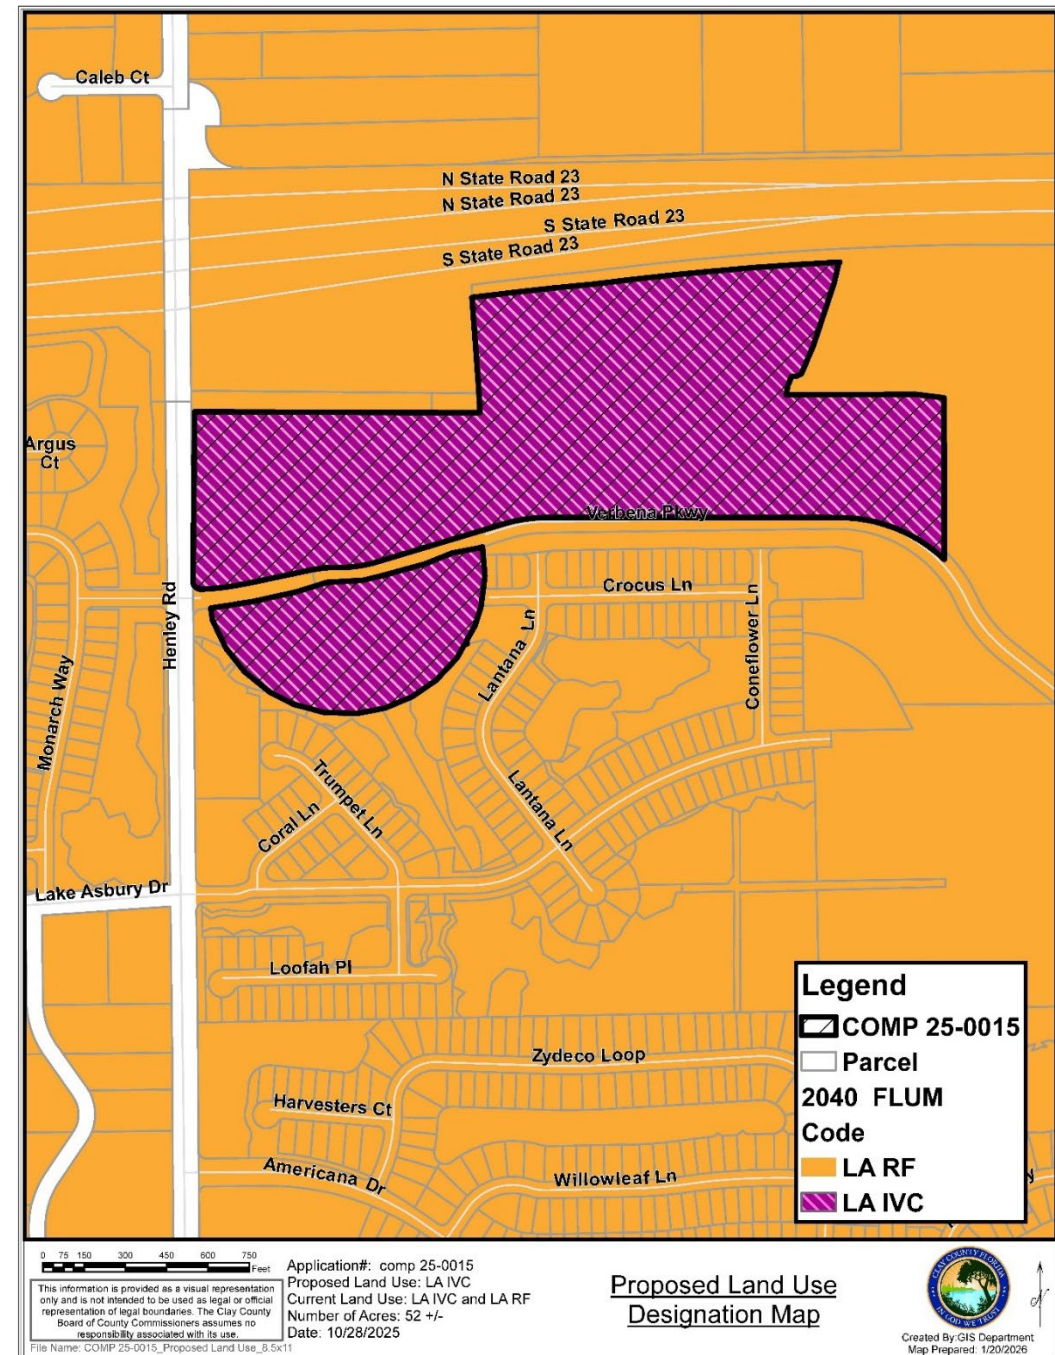 Caleb Ct
N State Road 23
N State Road 23
S State Road 23
S State Road 23
Argus
Ct
Verbena Pkwy
Henley Rd
Crocus Ln
Lantana Ln
Coneflower Ln
Monarch Way
Trumpet Ln
Coral Ln
Lantana Ln
Lake Asbury Dr
Loofah Pl
Zydeco Loop
Harvesters Ct
Americana Dr
Willowleaf Ln
Legend
COMP 25-0015
Parcel
2040 FLUM
Code
LA RF
LA IVC
0 75 150 300 450 600 750
Feet
This information is provided as a visual representation
only and is not intended to be used as legal or official
representation of legal boundaries. The Clay County
Board of County Commissioners assumes no
responsibility associated with its use.
File Name: COMP 25-0015_Proposed Land Use_8.5x11
Application#: comp 25-0015
Proposed Land Use: LA IVC
Current Land Use: LA IVC and LA RF
Number of Acres: 52 +/-
Date: 10/28/2025
Proposed Land Use
Designation Map
CLAY COUNTY FLORIDA
IN GOD WE TRUST
N
Created By:GIS Department
Map Prepared: 1/20/2026